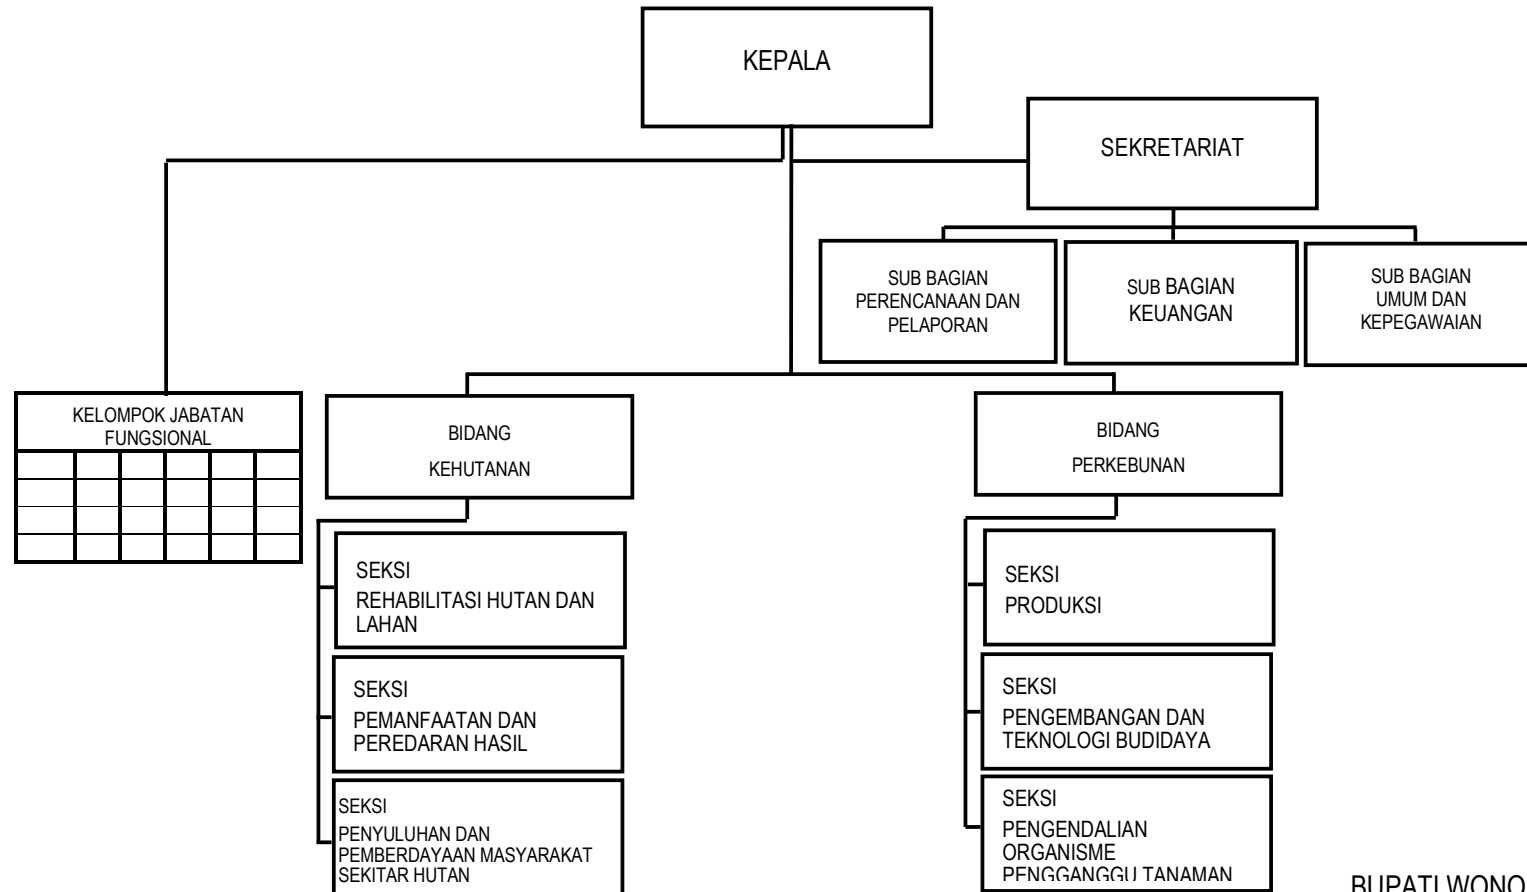 KEPALA
SEKRETARIAT
SUB BAGIAN
PERENCANAAN DAN
PELAPORAN
SUB BAGIAN
KEUANGAN
SUB BAGIAN
UMUM DAN
KEPEGAWAIAN
KELOMPOK JABATAN
FUNGSIONAL
BIDANG
KEHUTANAN
BIDANG
PERKEBUNAN
SEKSI
REHABILITASI HUTAN DAN
LAHAN
SEKSI
PEMANFAATAN DAN
PEREDARAN HASIL
SEKSI
PENYULUHAN DAN
PEMBERDAYAAN MASYARAKAT
SEKITAR HUTAN
SEKSI
PRODUKSI
SEKSI
PENGEMBANGAN DAN
TEKNOLOGI BUDIDAYA
SEKSI
PENGENDALIAN
ORGANISME
PENGGANGGU TANAMAN
BUPATI WONO